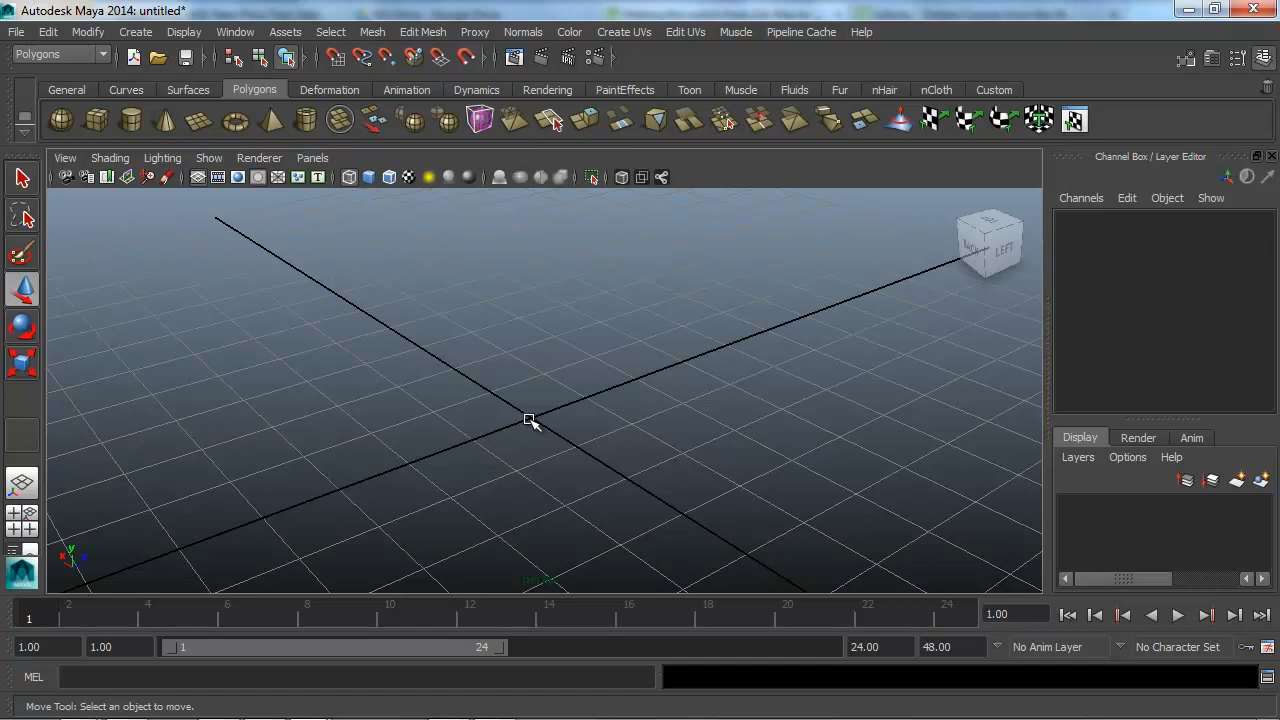 Autodesk Maya 2014: untitled*
File Edit Modify Create Display Window Assets Select Mesh Edit Mesh Proxy Normals Color Create UVs Edit UVs Muscle Pipeline Cache Help
Polygons
General Curves Surfaces Polygons Deformation Animation Dynamics Rendering PaintEffects Toon Muscle Fluids Fur nHair nCloth Custom
View Shading Lighting Show Renderer Panels
Channel Box / Layer Editor
Channels Edit Object Show
BACK LEFT
Display Render Anim
Layers Options Help
y
x
2 4 6 8 10 12 14 16 18 20 22 24
1 1.00
1.00 1.00 1 24 24.00 48.00 No Anim Layer No Character Set
MEL
Move Tool: Select an object to move.